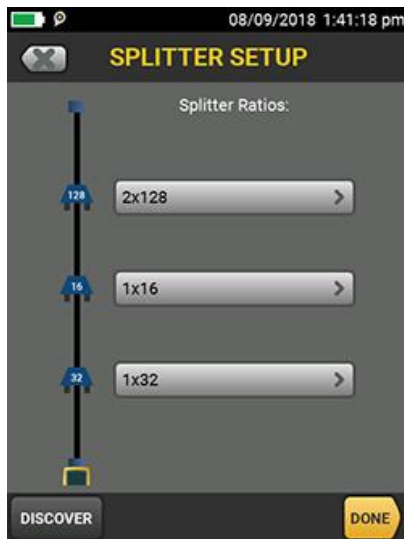 08/09/2018 1:41:18 pm
SPLITTER SETUP
Splitter Ratios:
128
2x128
16
1x16
32
1x32
DISCOVER
DONE